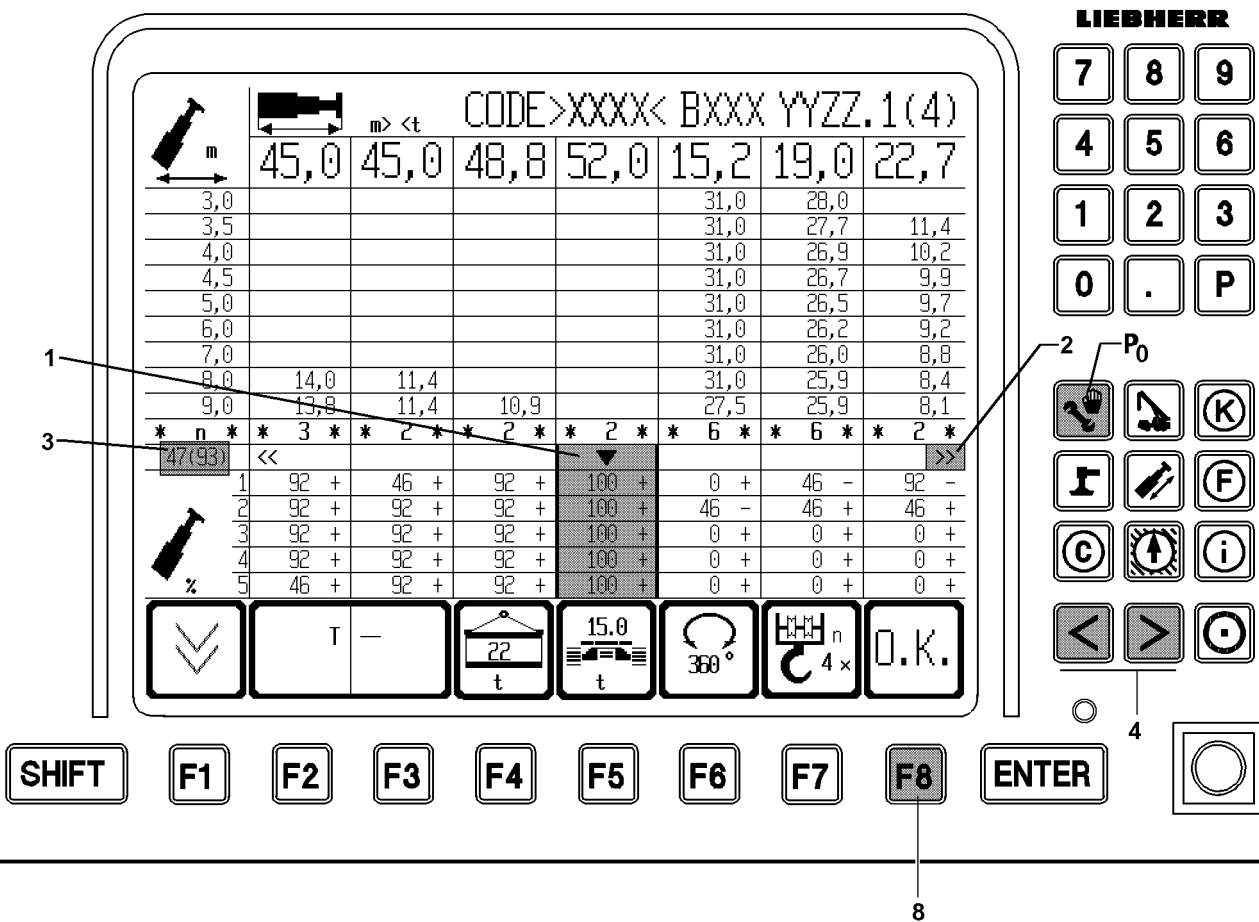 LIEBHERR
7 8 9
m> <t CODE>XXXX< BXXX YYZZ.1(4)
m 45,0 45,0 48,8 52,0 15,2 19,0 22,7
4 5 6
3,0 31,0 28,0
3,5 31,0 27,7 11,4
1 2 3
4,0 31,0 26,9 10,2
4,5 31,0 26,7 9,9
0 . P
5,0 31,0 26,5 9,7
6,0 31,0 26,2 9,2
7,0 31,0 26,0 8,8
1
2 P0
8,0 14,0 11,4 31,0 25,9 8,4
9,0 13,8 11,4 10,9 27,5 25,9 8,1
K
* n * * 3 * * 2 * * 2 * * 2 * * 6 * * 6 * * 2 *
3
47(93) << ▼ >>
F
1 92 + 46 + 92 + 100 + 0 + 46 - 92 -
2 92 + 92 + 92 + 100 + 46 - 46 + 46 +
3 92 + 92 + 92 + 100 + 0 + 0 + 0 +
C i
4 92 + 92 + 92 + 100 + 0 + 0 + 0 +
% 5 46 + 92 + 92 + 100 + 0 + 0 + 0 +
T – 22 t 15.0 t 360° n 4 × O.K.
< >
4
SHIFT F1 F2 F3 F4 F5 F6 F7 F8 ENTER
8